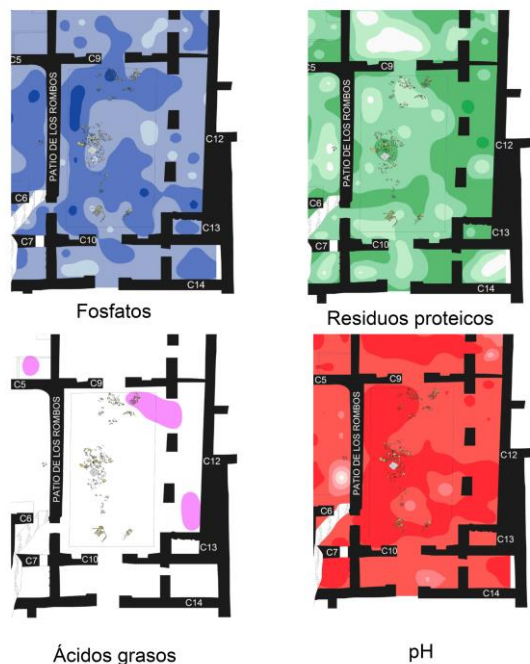 C5
C9
PATIO DE LOS ROMBOS
C12
C6
C7
C10
C13
C14
Fosfatos
C5
C9
PATIO DE LOS ROMBOS
C12
C6
C7
C10
C13
C14
Residuos proteicos
C5
C9
PATIO DE LOS ROMBOS
C12
C6
C7
C10
C13
C14
Ácidos grasos
C5
C9
PATIO DE LOS ROMBOS
C12
C6
C7
C10
C13
C14
pH